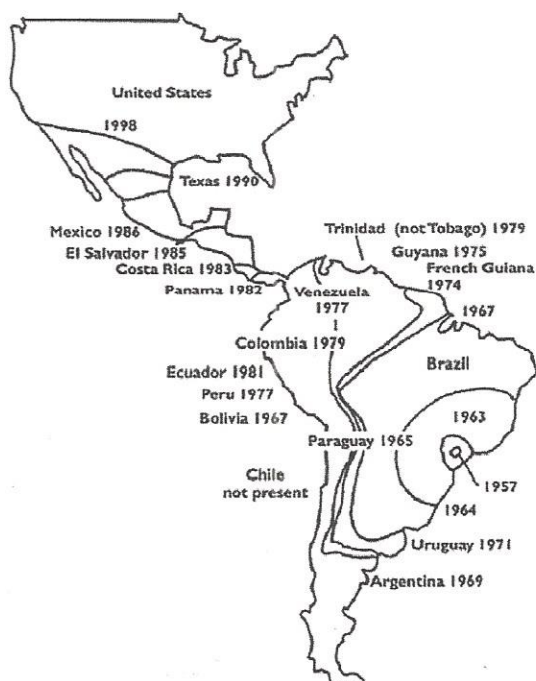 United States
1998
Texas 1990
Mexico 1986
El Salvador 1985
Costa Rica 1983
Panama 1982
Trinidad (not Tobago) 1979
Guyana 1975
French Guiana
1974
1967
Venezuela
1977
Colombia 1979
Ecuador 1981
Peru 1977
Bolivia 1967
Brazil
1963
Paraguay 1965
1957
Chile
not present
1964
Uruguay 1971
Argentina 1969